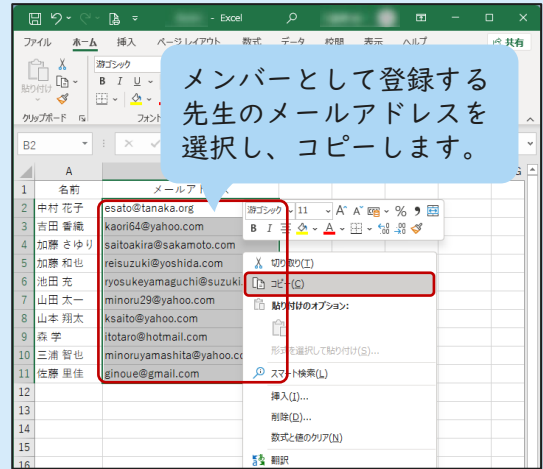 - Excel
ファイル ホーム 挿入 ページ レイアウト 数式 データ 校閲 表示 ヘルプ 共有
貼り付け
B I U
游ゴシック
クリップボード フォント
メンバーとして登録する
先生のメールアドレスを
選択し、コピーします。
B2
A G
1 名前 メールアドレス
2 中村 花子 esato@tanaka.org
3 吉田 香織 kaori64@yahoo.com
4 加藤 さゆり saitoakira@sakamoto.com
5 加藤 和也 reisuzuki@yoshida.com
6 池田 充 ryosukeyamaguchi@suzuki.
7 山田 太一 minoru29@yahoo.com
8 山本 翔太 ksaito@yahoo.com
9 森 学 itotaro@hotmail.com
10 三浦 智也 minoruyamashita@yahoo.co
11 佐藤 里佳 ginoue@gmail.com
12
13
14
15
16
游ゴシック 11 A A % 9
B I A
切り取り(T)
コピー(C)
貼り付けのオプション:
形式を選択して貼り付け(S)...
スマート検索(L)
挿入(I)...
削除(D)...
数式と値のクリア(N)
翻訳